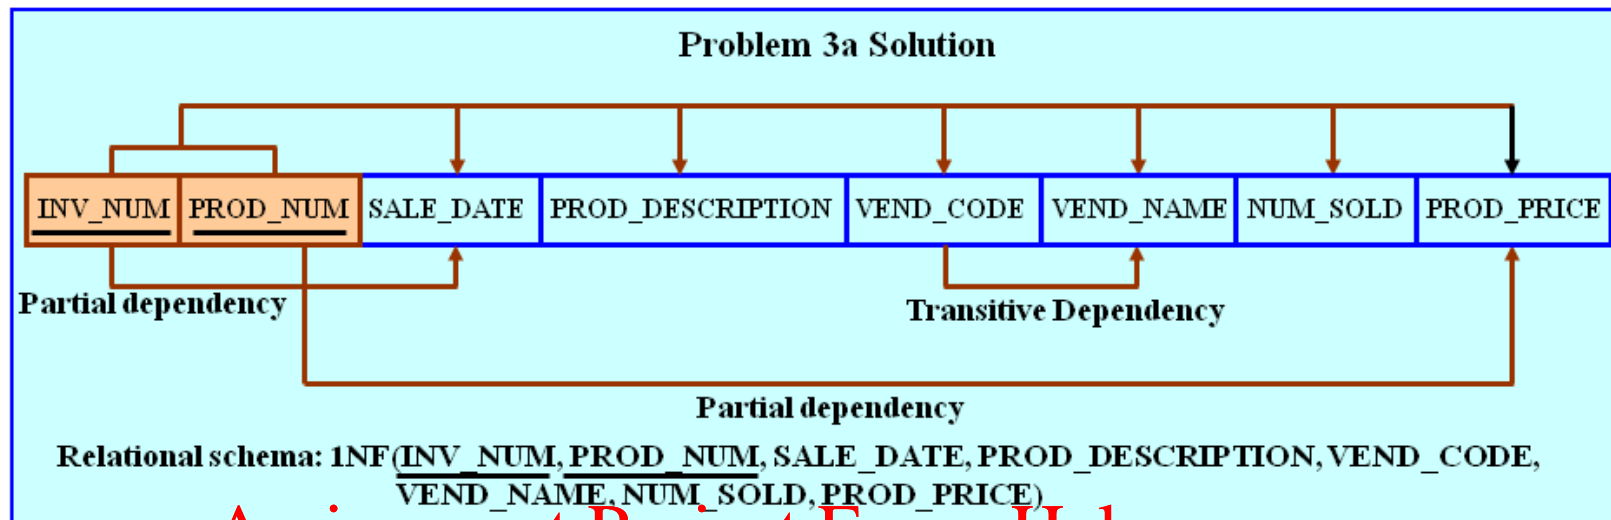 Problem 3a Solution
INV_NUM PROD_NUM SALE_DATE PROD_DESCRIPTION VEND_CODE VEND_NAME NUM_SOLD PROD_PRICE
Partial dependency
Transitive Dependency
Partial dependency
Relational schema: 1NF(INV_NUM, PROD_NUM, SALE_DATE, PROD_DESCRIPTION, VEND_CODE,
VEND_NAME, NUM_SOLD, PROD_PRICE)